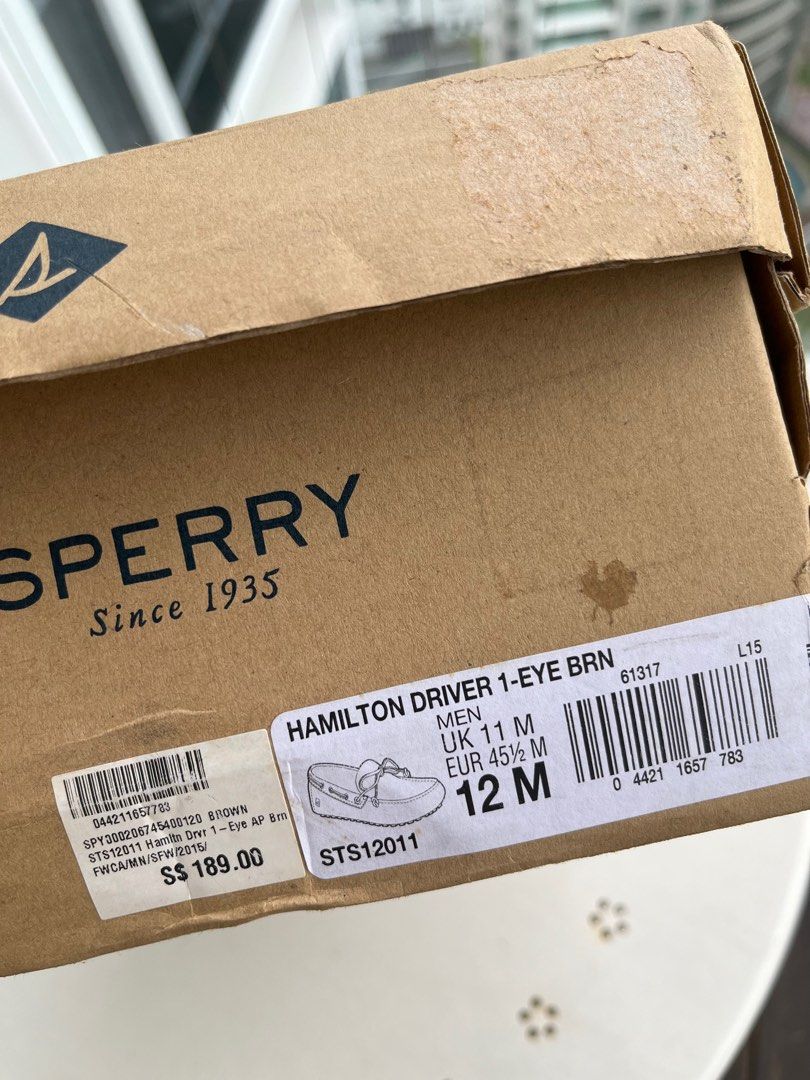 SPERRY
Since 1935
HAMILTON DRIVER 1-EYE BRN
MEN
UK 11 M
EUR 45½ M
12 M
STS12011
61317
L15
0 4421 1657 783
044211657783
SPY300206745400120 BROWN
STS12011 Hamltn Drvr 1-Eye AP Brn
FWCA/MN/SFW/2015/
S$ 189.00